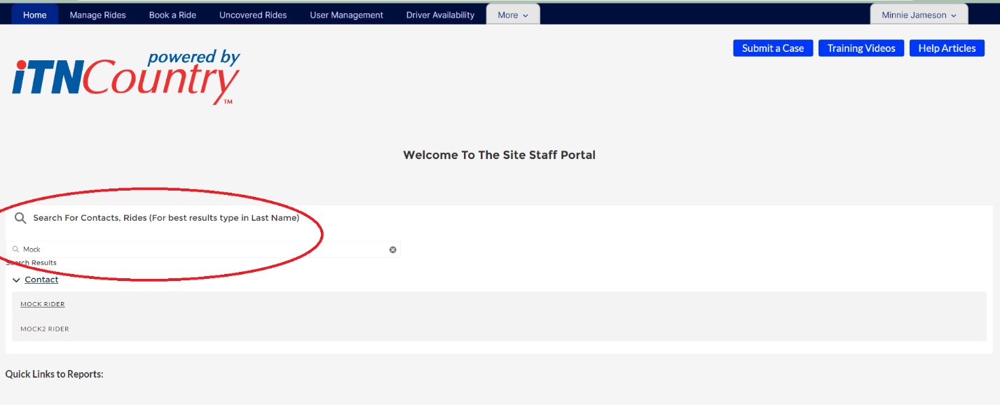 Home Manage Rides Book a Ride Uncovered Rides User Management Driver Availability More Minnie Jameson
Submit a Case Training Videos Help Articles
powered by
iTNCountry™
Welcome To The Site Staff Portal
Search For Contacts, Rides (For best results type in Last Name)
Mock
Search Results
Contact
MOCK RIDER
MOCK2 RIDER
Quick Links to Reports: